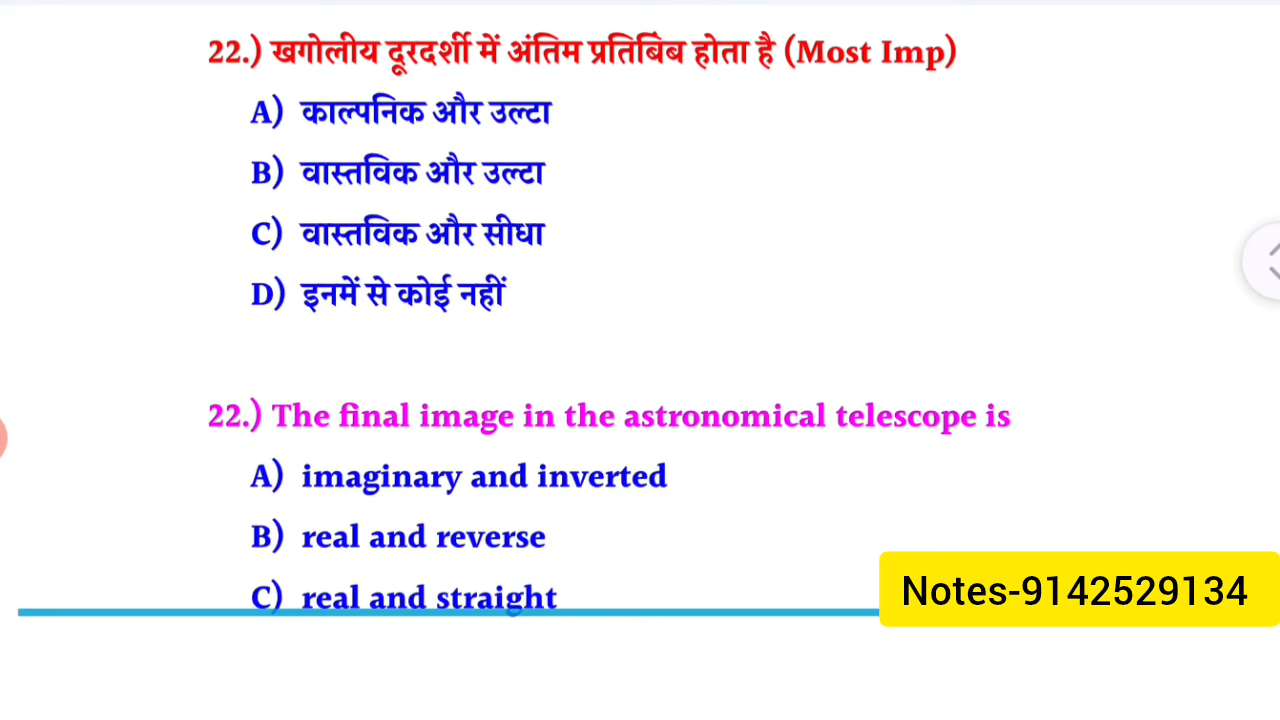 22.) खगोलीय दूरदर्शी में अंतिम प्रतिबिंब होता है (Most Imp)
A) काल्पनिक और उल्टा
B) वास्तविक और उल्टा
C) वास्तविक और सीधा
D) इनमें से कोई नहीं
22.) The final image in the astronomical telescope is
A) imaginary and inverted
B) real and reverse
C) real and straight
Notes-9142529134